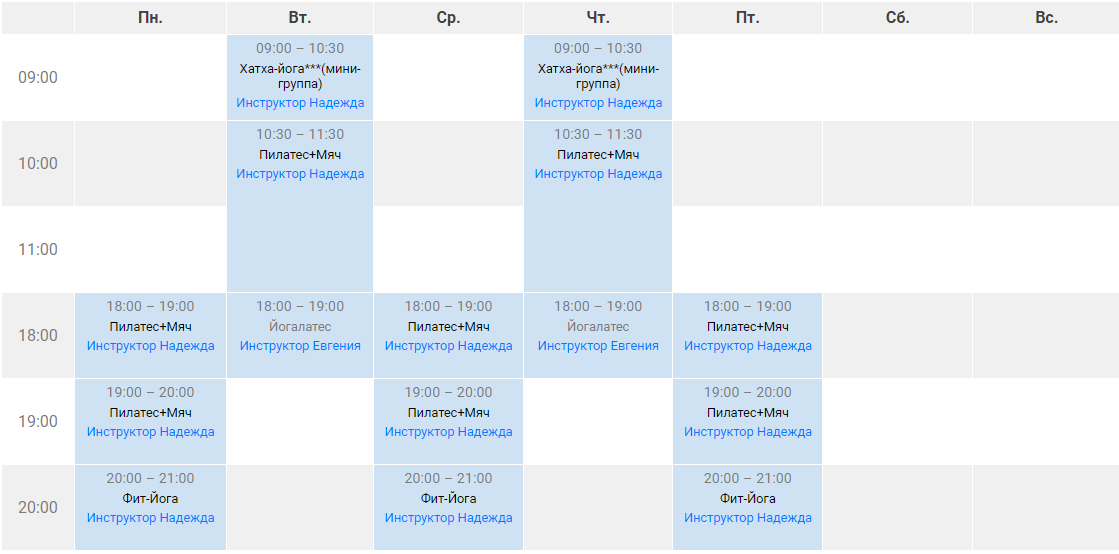 Пн. Вт. Ср. Чт. Пт. Сб. Вс.
09:00
09:00 – 10:30
Хатха-йога***(мини-
группа)
Инструктор Надежда
09:00 – 10:30
Хатха-йога***(мини-
группа)
Инструктор Надежда
10:00
10:30 – 11:30
Пилатес+Мяч
Инструктор Надежда
10:30 – 11:30
Пилатес+Мяч
Инструктор Надежда
11:00
18:00
18:00 – 19:00
Пилатес+Мяч
Инструктор Надежда
18:00 – 19:00
Йогалатес
Инструктор Евгения
18:00 – 19:00
Пилатес+Мяч
Инструктор Надежда
18:00 – 19:00
Йогалатес
Инструктор Евгения
18:00 – 19:00
Пилатес+Мяч
Инструктор Надежда
19:00
19:00 – 20:00
Пилатес+Мяч
Инструктор Надежда
19:00 – 20:00
Пилатес+Мяч
Инструктор Надежда
19:00 – 20:00
Пилатес+Мяч
Инструктор Надежда
20:00
20:00 – 21:00
Фит-Йога
Инструктор Надежда
20:00 – 21:00
Фит-Йога
Инструктор Надежда
20:00 – 21:00
Фит-Йога
Инструктор Надежда